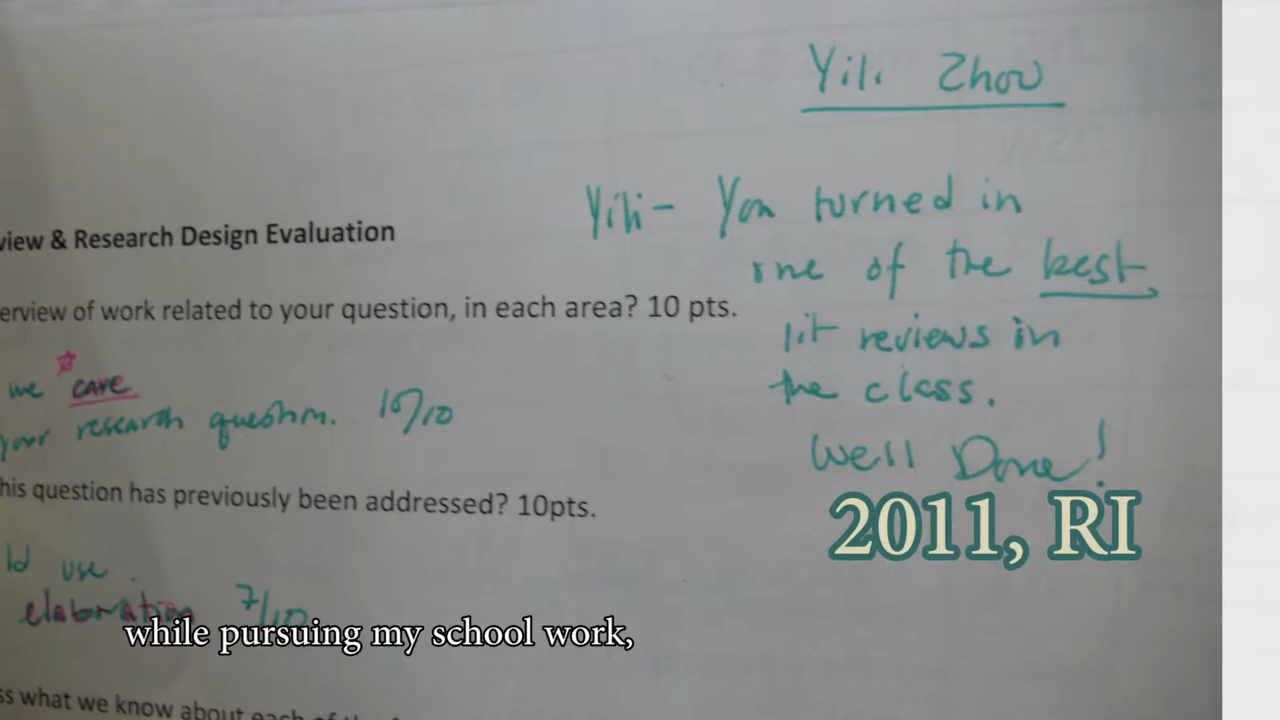 Yili Zhou
Yili- You turned in
one of the best
lit reviews in
the class.
Well Done!
view & Research Design Evaluation
erview of work related to your question, in each area? 10 pts.
we care
your research question. 10/10
his question has previously been addressed? 10pts.
ld use
elaboration 7/10
ss what we know about each of the
2011, RI
while pursuing my school work,